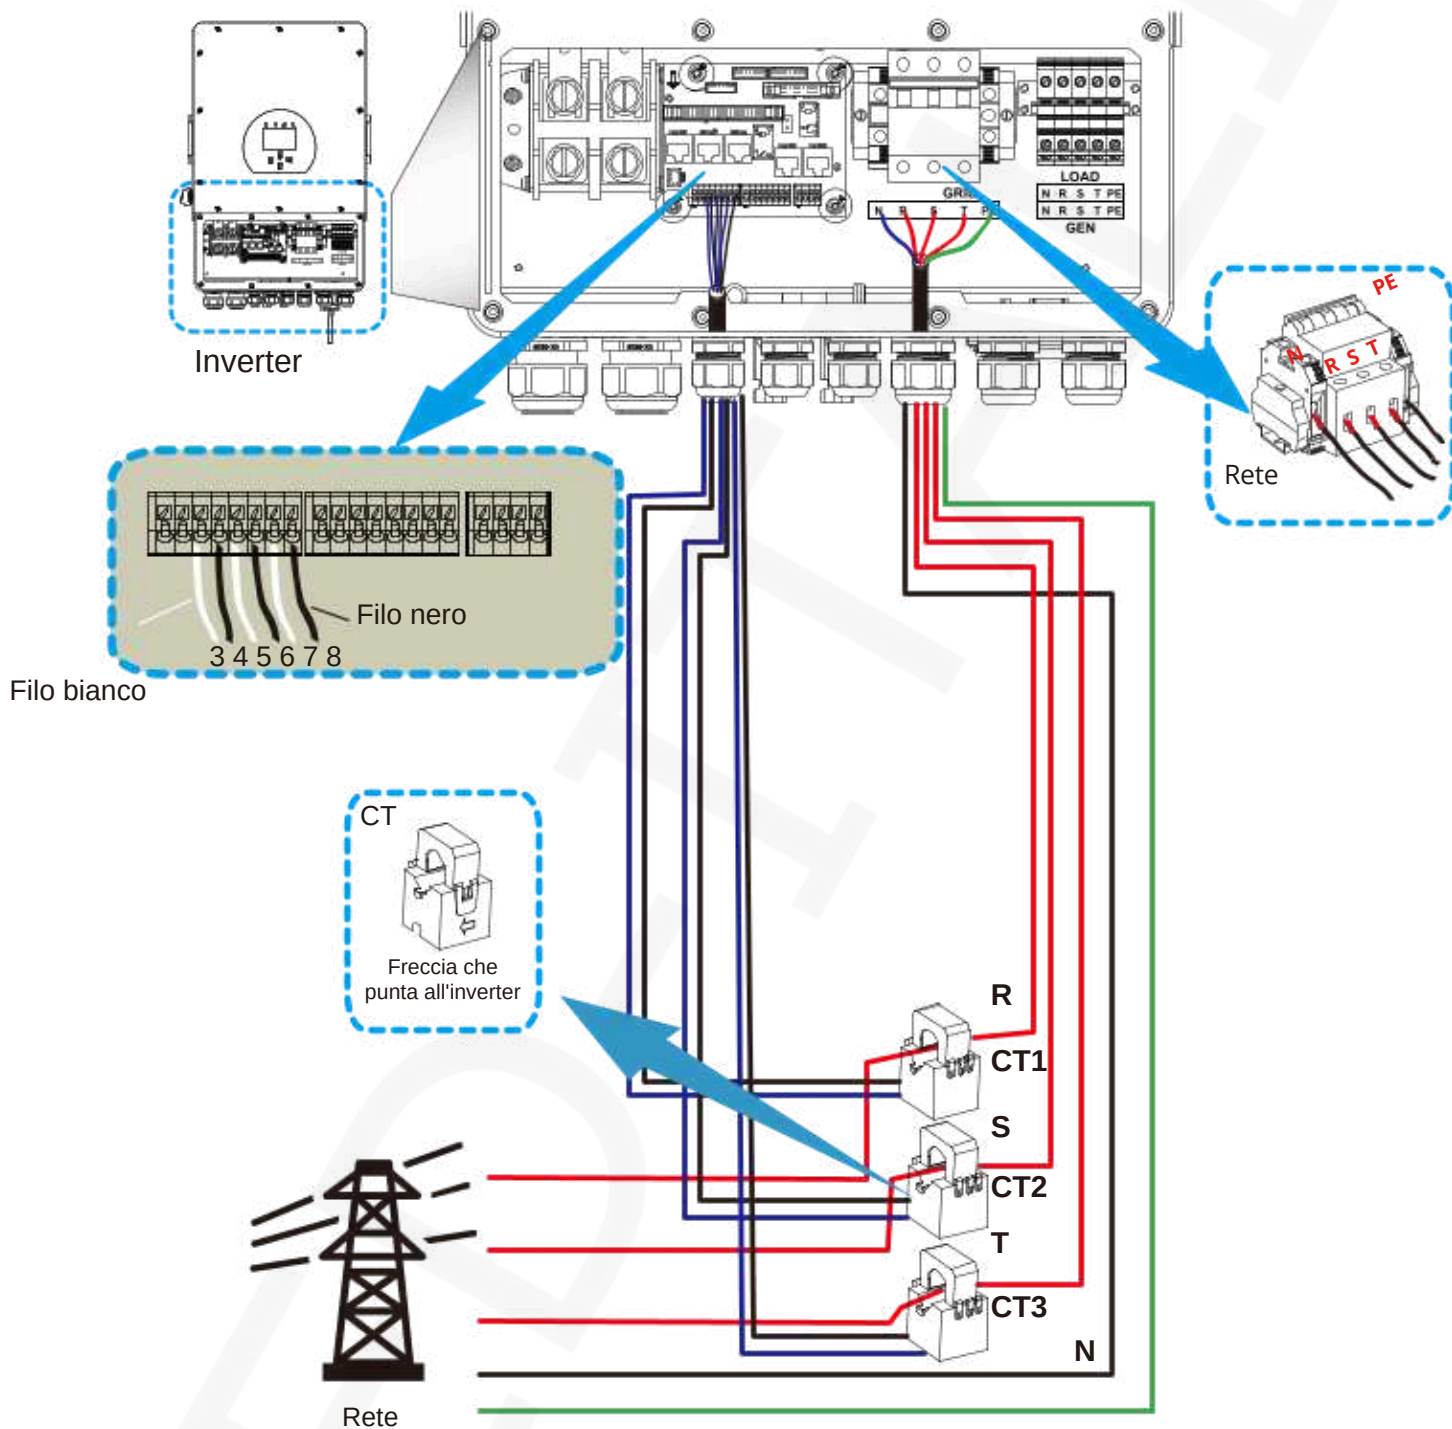 Inverter
LOAD
N R S T PE
N R S T PE
GEN
GRID
N R S T PE
PE
N
R S T
Rete
Filo nero
3 4 5 6 7 8
Filo bianco
CT
Freccia che
punta all'inverter
R
CT1
S
CT2
T
CT3
N
Rete